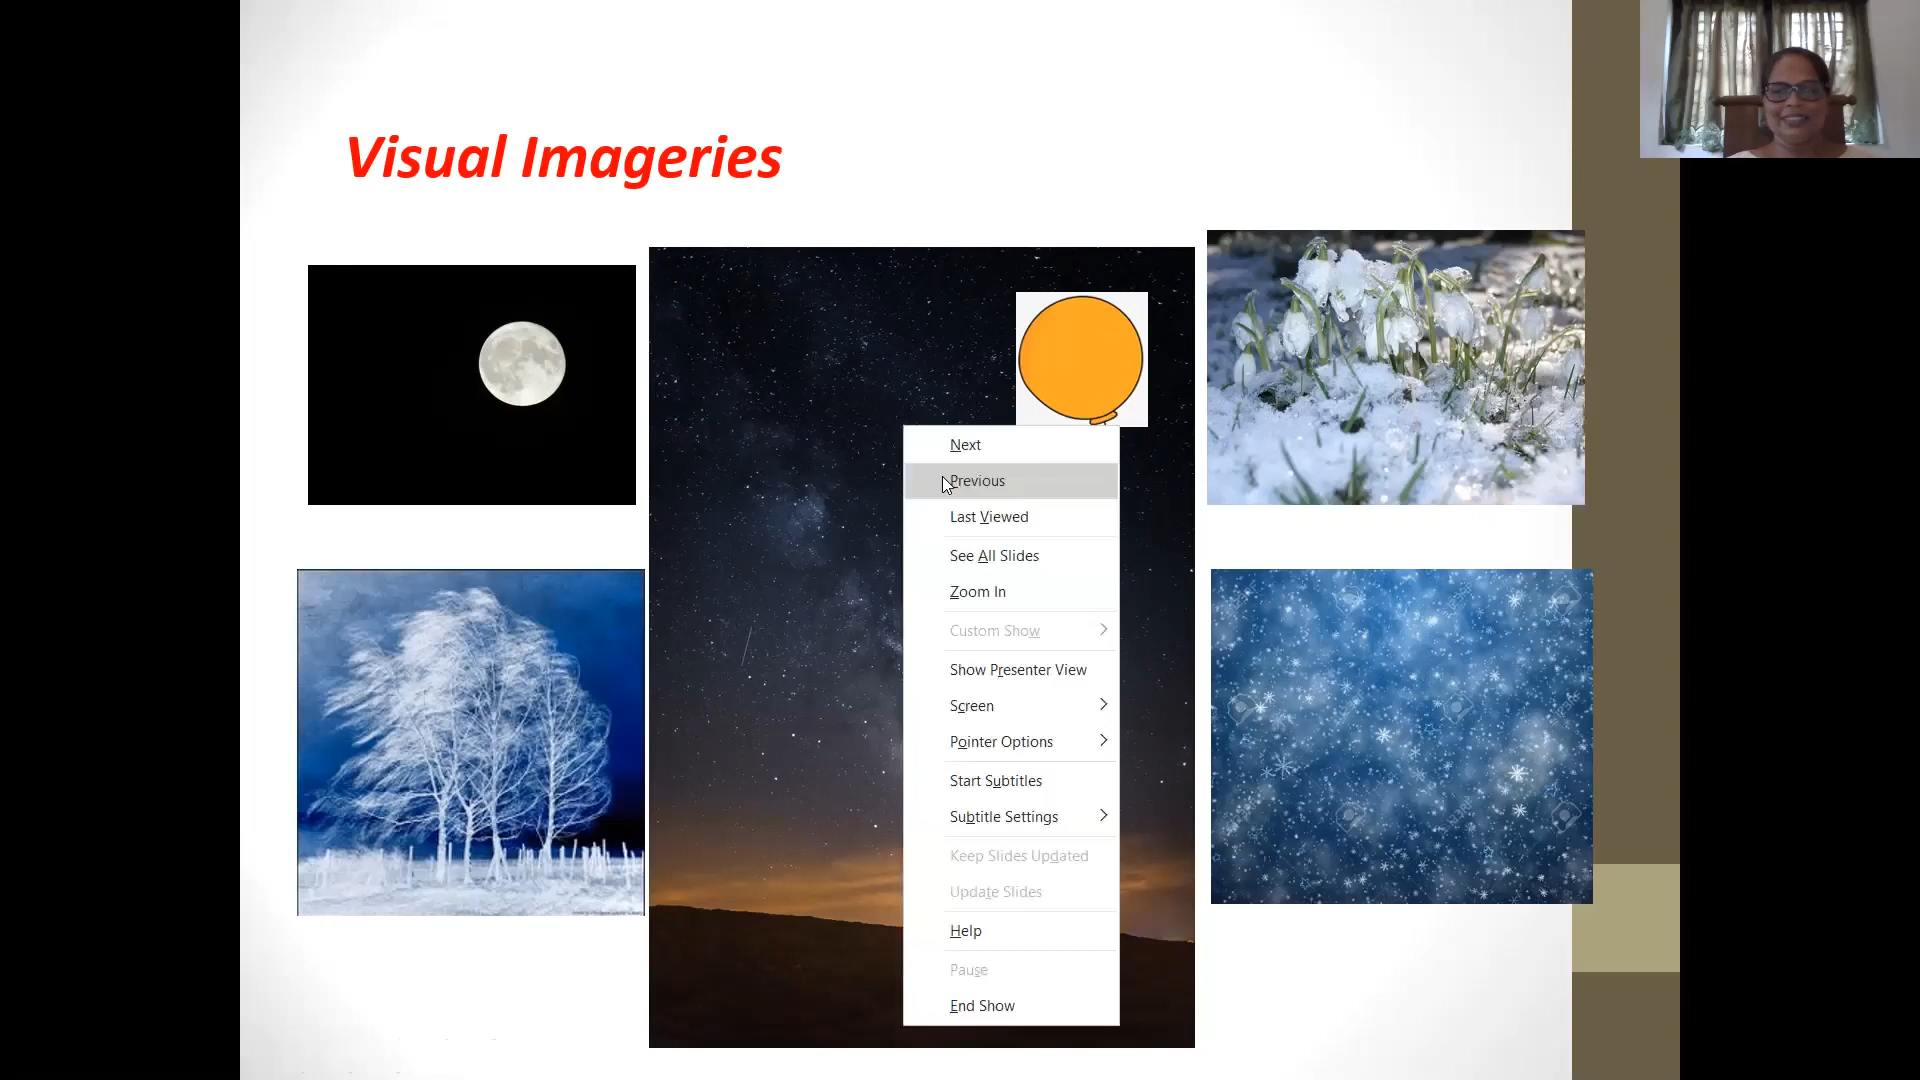 Visual Imageries
Next
Previous
Last Viewed
See All Slides
Zoom In
Custom Show
Show Presenter View
Screen
Pointer Options
Start Subtitles
Subtitle Settings
Keep Slides Updated
Update Slides
Help
Pause
End Show